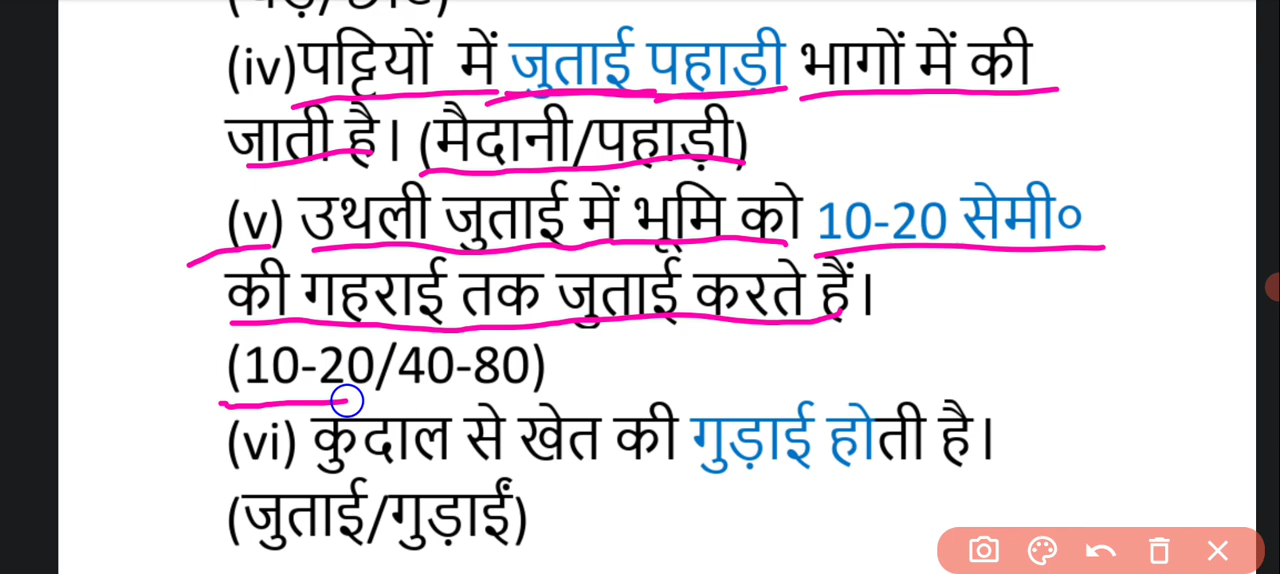 (iv)पट्टियों में जुताई पहाड़ी भागों में की
जाती है। (मैदानी/पहाड़ी)
(v) उथली जुताई में भूमि को 10-20 सेमी०
की गहराई तक जुताई करते हैं।
(10-20/40-80)
(vi) कुदाल से खेत की गुड़ाई होती है।
(जुताई/गुड़ाईं)